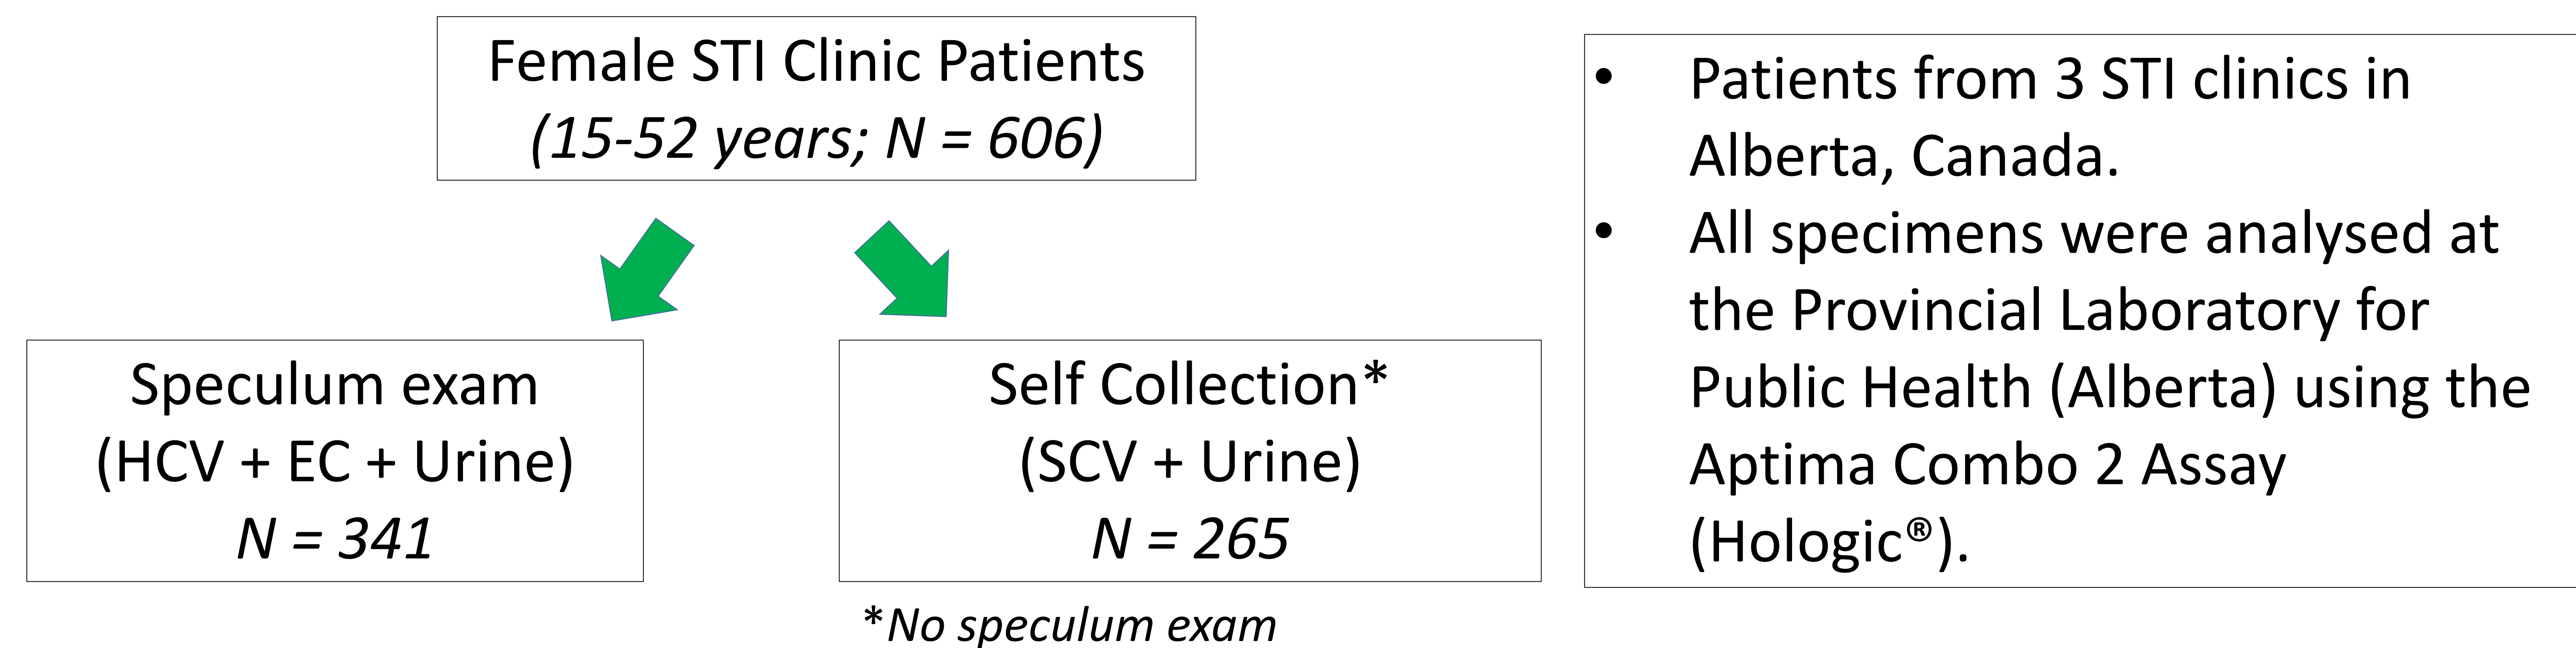 Female STI Clinic Patients
(15-52 years; N = 606)
Speculum exam
(HCV + EC + Urine)
N = 341
Self Collection*
(SCV + Urine)
N = 265
*No speculum exam
• Patients from 3 STI clinics in
Alberta, Canada.
• All specimens were analysed at
the Provincial Laboratory for
Public Health (Alberta) using the
Aptima Combo 2 Assay
(Hologic®).